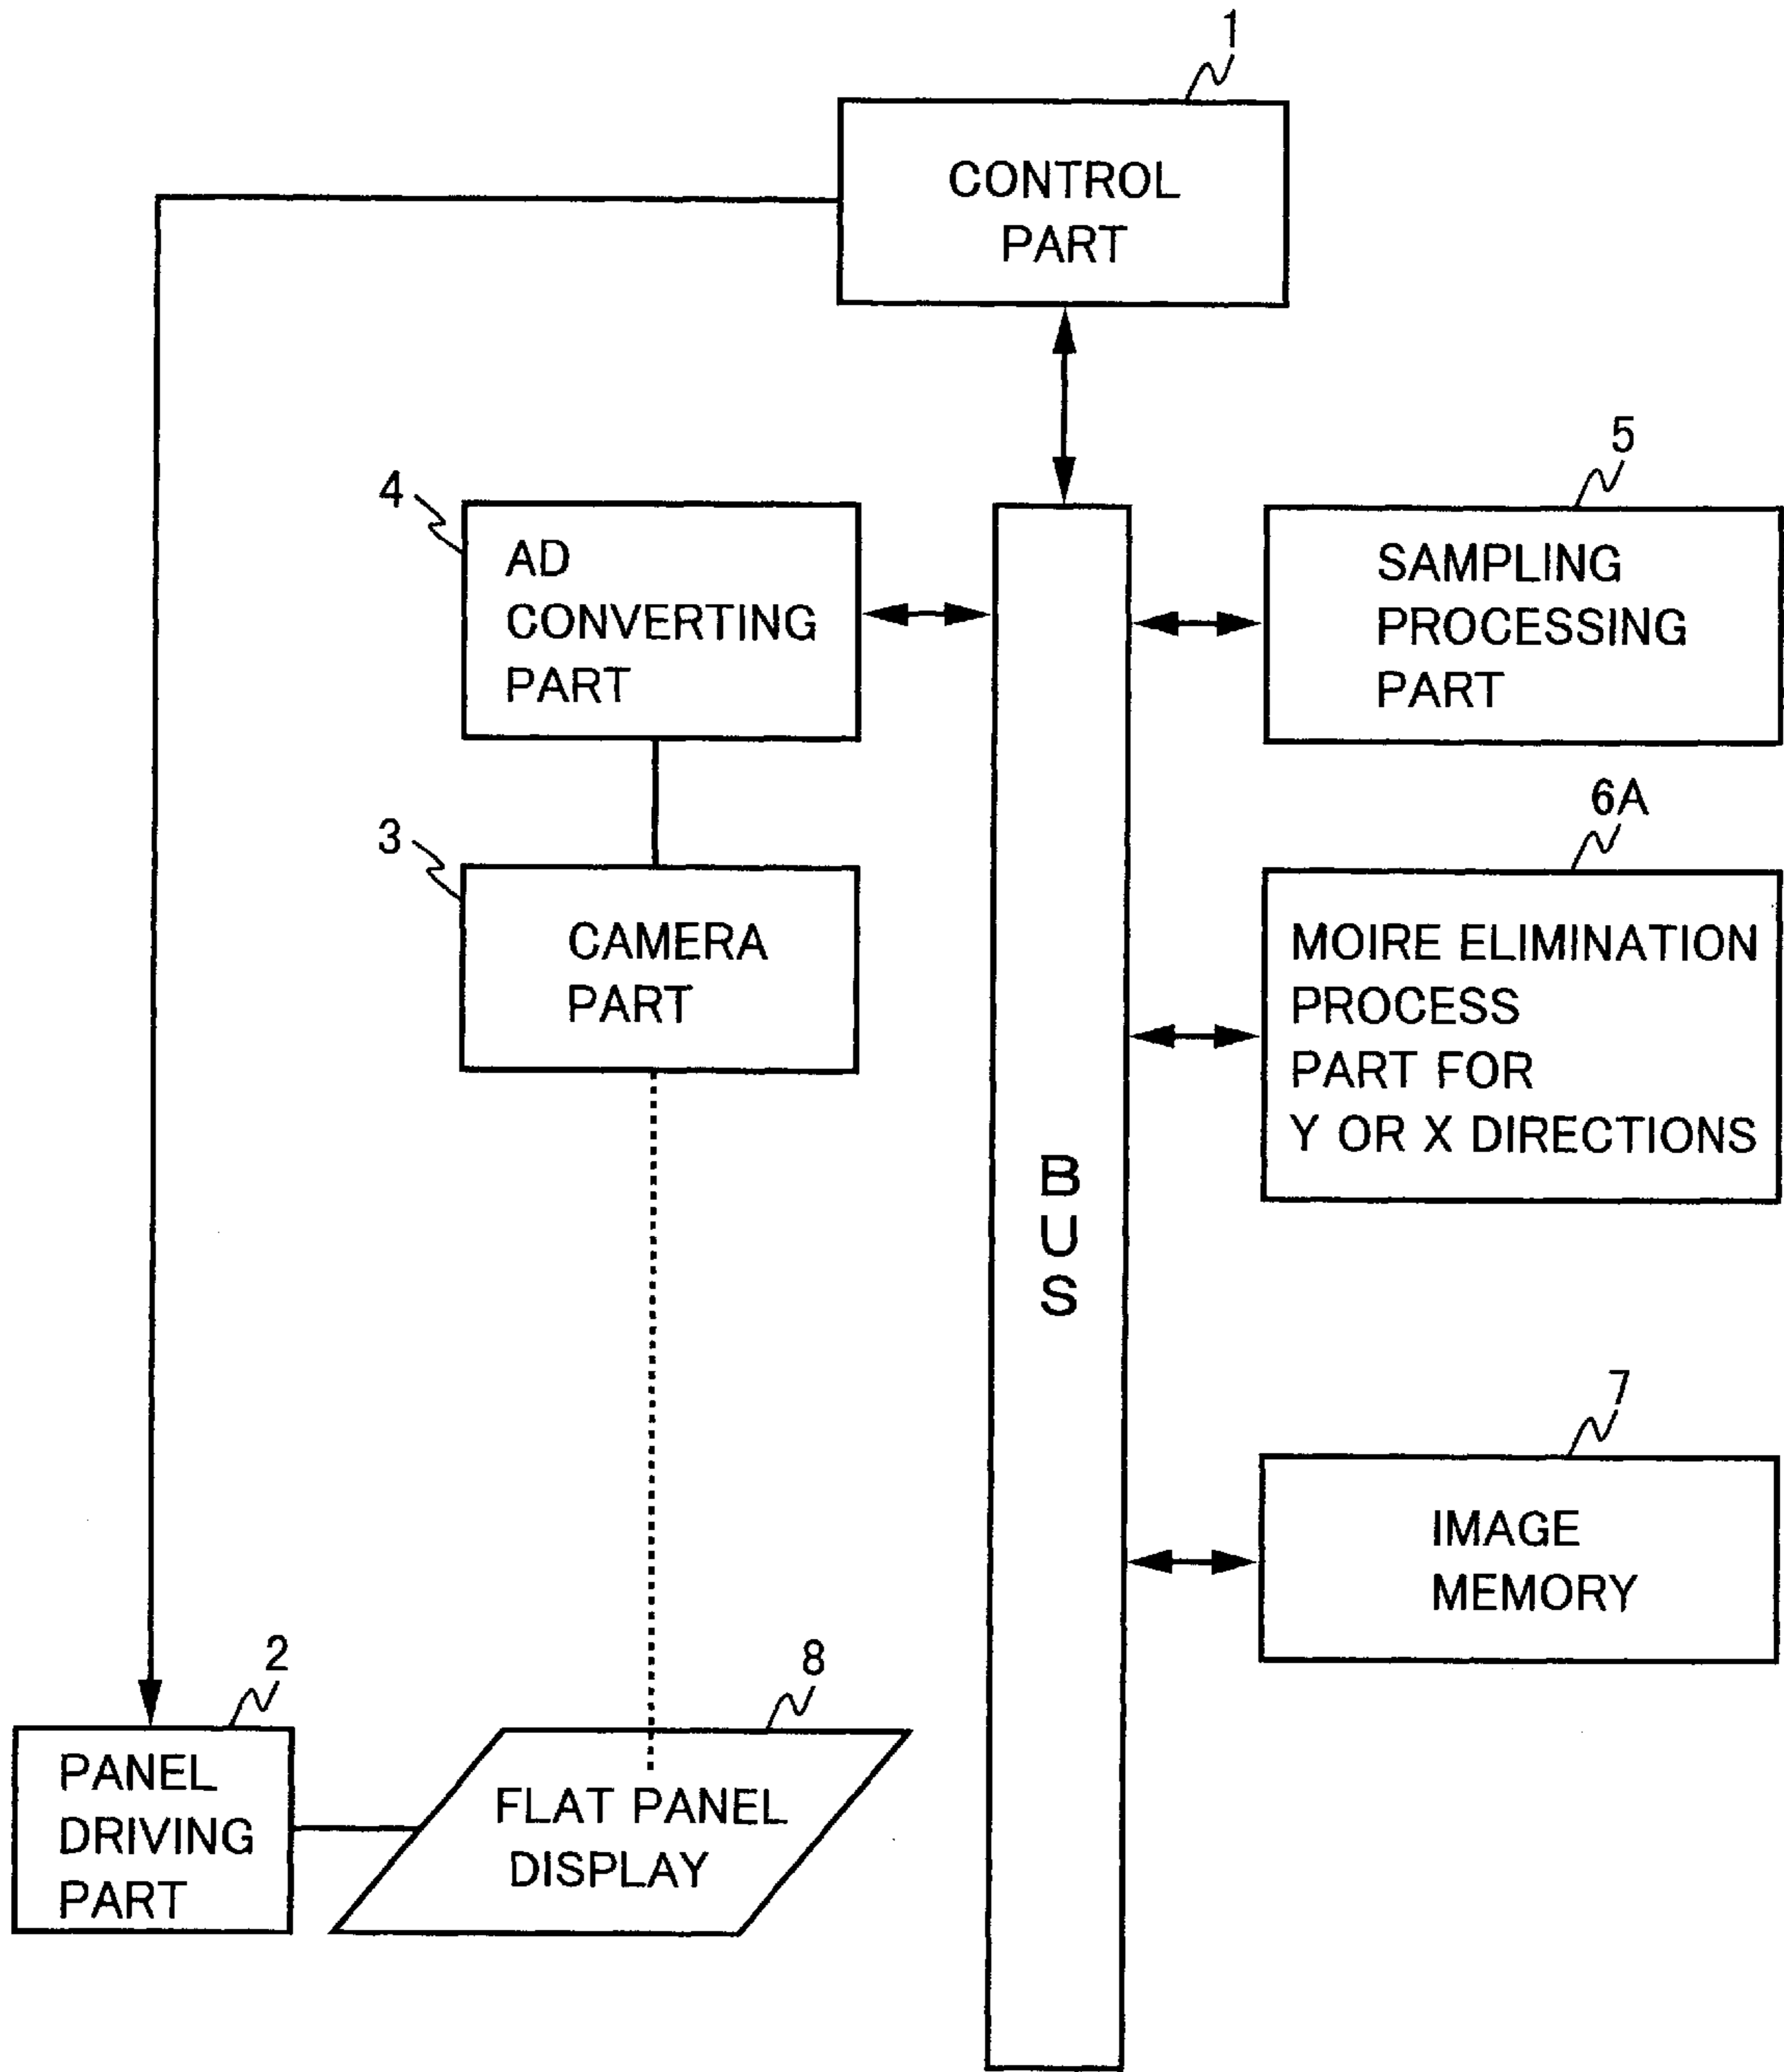 1
CONTROL
PART
4
AD
CONVERTING
PART
5
SAMPLING
PROCESSING
PART
3
CAMERA
PART
6A
MOIRE ELIMINATION
PROCESS
PART FOR
Y OR X DIRECTIONS
B
U
S
7
IMAGE
MEMORY
2
PANEL
DRIVING
PART
8
FLAT PANEL
DISPLAY